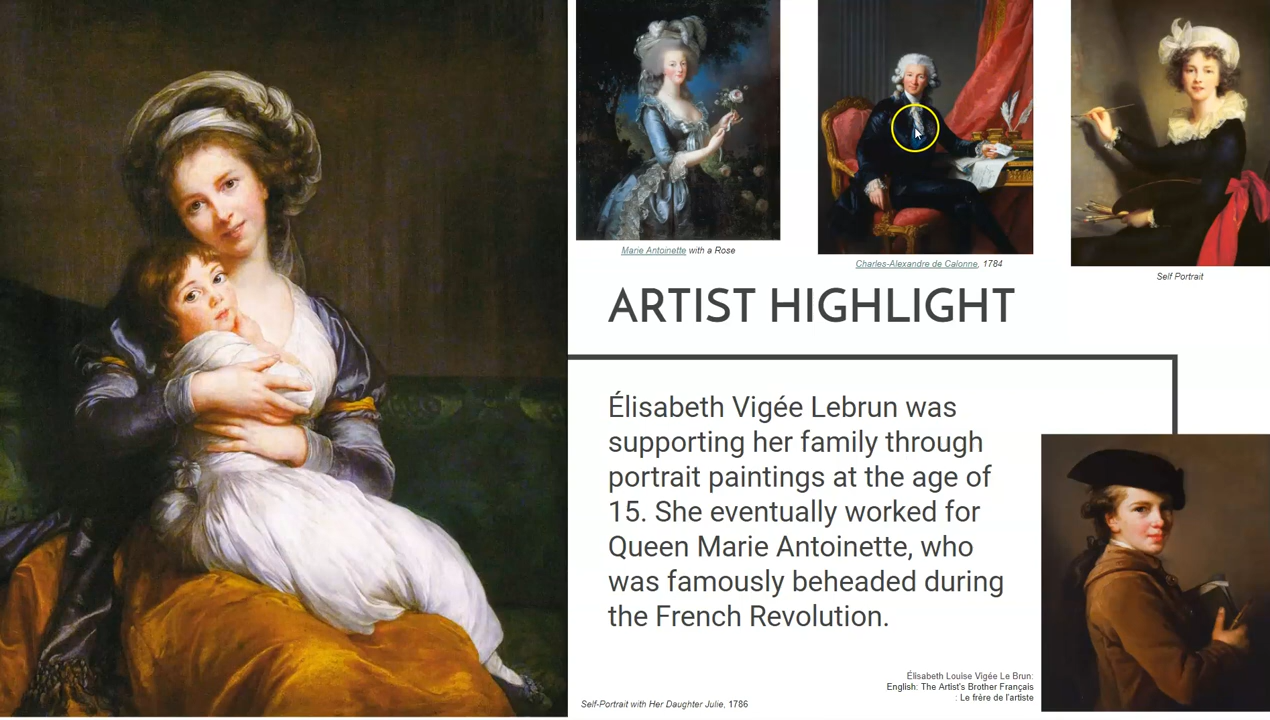 Marie Antoinette with a Rose
Charles-Alexandre de Calonne, 1784
Self Portrait
ARTIST HIGHLIGHT
Élisabeth Vigée Lebrun was
supporting her family through
portrait paintings at the age of
15. She eventually worked for
Queen Marie Antoinette, who
was famously beheaded during
the French Revolution.
Élisabeth Louise Vigée Le Brun:
English: The Artist's Brother Français
: Le frère de l'artiste
Self-Portrait with Her Daughter Julie, 1786